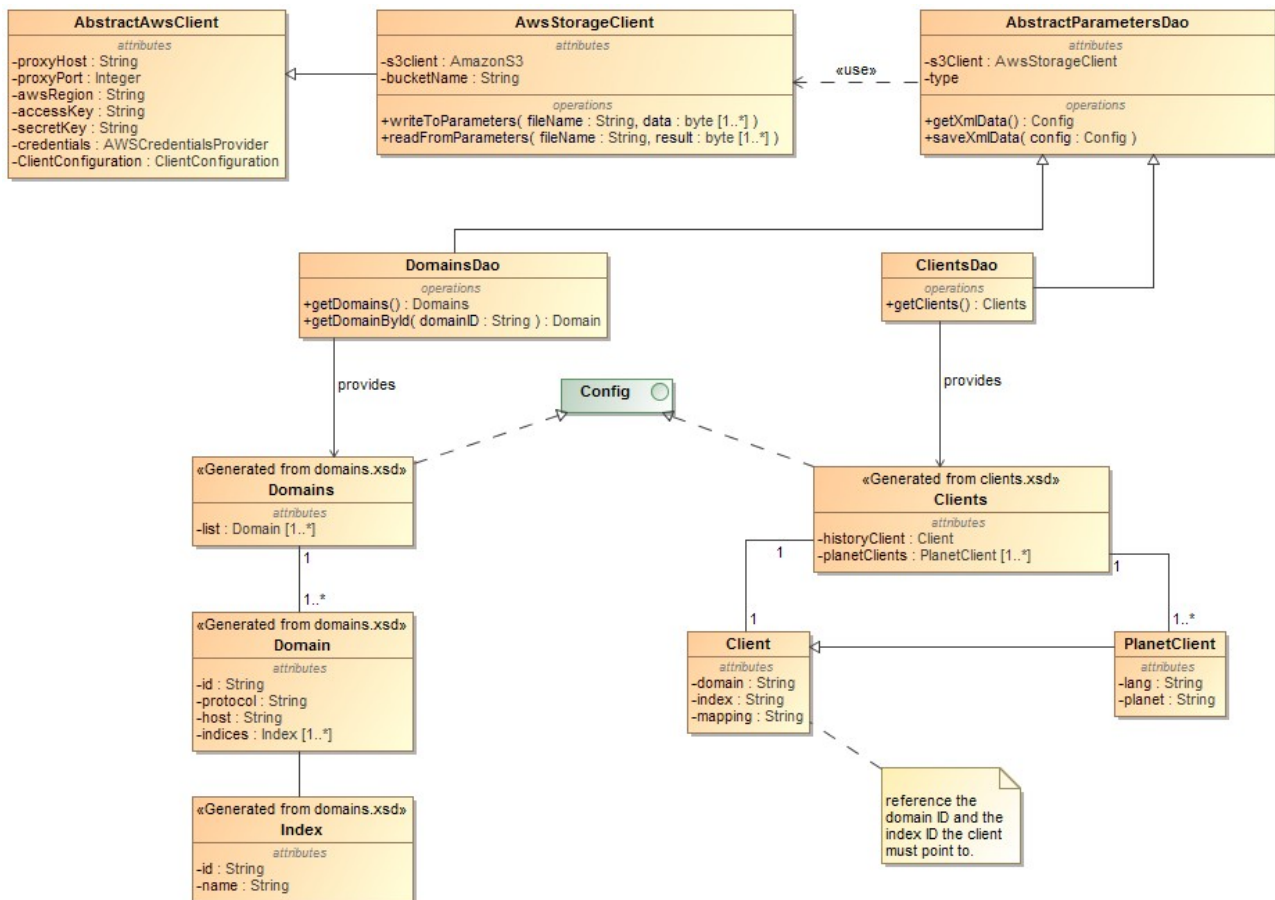 AbstractAwsClient
attributes
-proxyHost : String
-proxyPort : Integer
-awsRegion : String
-accessKey : String
-secretKey : String
-credentials : AWSCredentialsProvider
-ClientConfiguration : ClientConfiguration
AwsStorageClient
attributes
-s3client : AmazonS3
-bucketName : String
operations
+writeToParameters( fileName : String, data : byte [1..*] )
+readFromParameters( fileName : String, result : byte [1..*] )
«use»
AbstractParametersDao
attributes
-s3Client : AwsStorageClient
-type
operations
+getXmlData() : Config
+saveXmlData( config : Config )
DomainsDao
operations
+getDomains() : Domains
+getDomainById( domainID : String ) : Domain
ClientsDao
operations
+getClients() : Clients
provides
Config
provides
«Generated from domains.xsd»
Domains
attributes
-list : Domain [1..*]
1
1..*
«Generated from clients.xsd»
Clients
attributes
-historyClient : Client
-planetClients : PlanetClient [1..*]
1
1
1
1..*
«Generated from domains.xsd»
Domain
attributes
-id : String
-protocol : String
-host : String
-indices : Index [1..*]
Client
attributes
-domain : String
-index : String
-mapping : String
PlanetClient
attributes
-lang : String
-planet : String
reference the
domain ID and the
index ID the client
must point to.
«Generated from domains.xsd»
Index
attributes
-id : String
-name : String